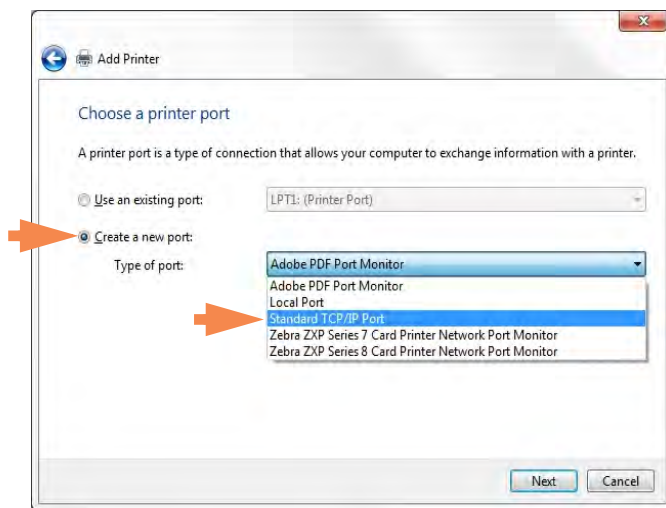 Add Printer
Choose a printer port
A printer port is a type of connection that allows your computer to exchange information with a printer.
Use an existing port: LPT1: (Printer Port)
Create a new port:
Type of port: Adobe PDF Port Monitor
Adobe PDF Port Monitor
Local Port
Standard TCP/IP Port
Zebra ZXP Series 7 Card Printer Network Port Monitor
Zebra ZXP Series 8 Card Printer Network Port Monitor
Next Cancel